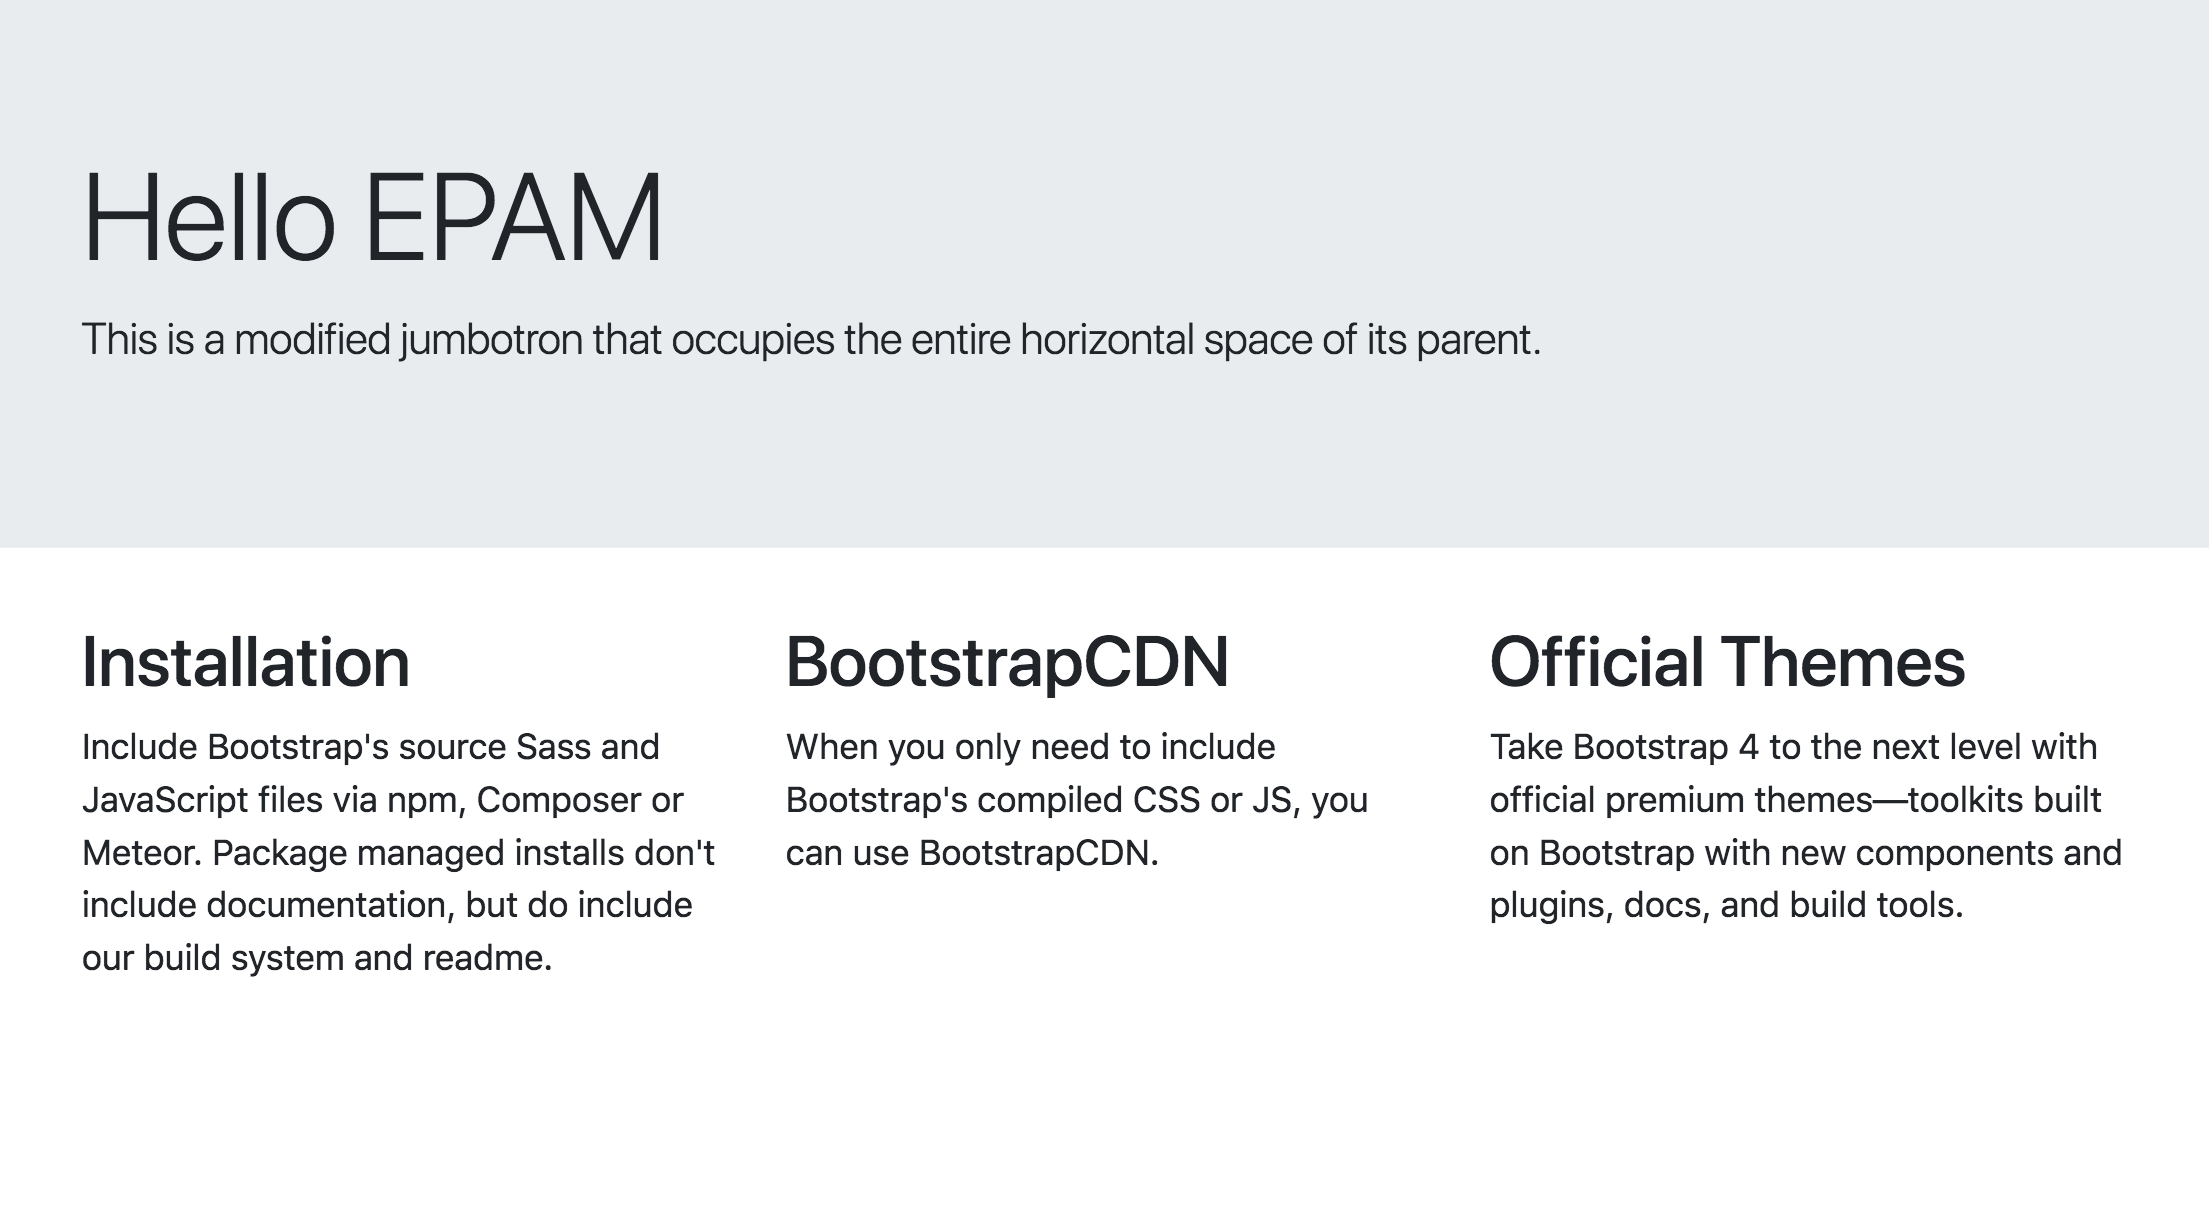 Hello EPAM
This is a modified jumbotron that occupies the entire horizontal space of its parent.
Installation
Include Bootstrap's source Sass and
JavaScript files via npm, Composer or
Meteor. Package managed installs don't
include documentation, but do include
our build system and readme.
BootstrapCDN
When you only need to include
Bootstrap's compiled CSS or JS, you
can use BootstrapCDN.
Official Themes
Take Bootstrap 4 to the next level with
official premium themes—toolkits built
on Bootstrap with new components and
plugins, docs, and build tools.